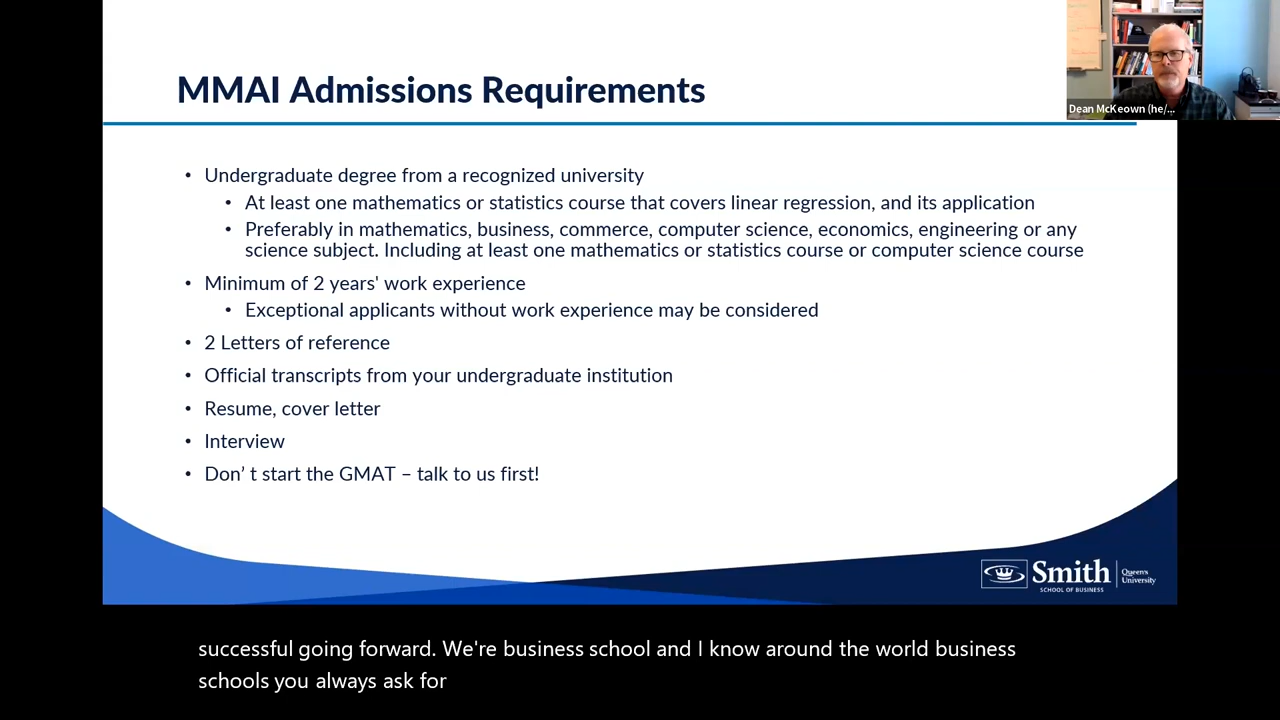 MMAI Admissions Requirements
Dean McKeown (he/...
• Undergraduate degree from a recognized university
• At least one mathematics or statistics course that covers linear regression, and its application
• Preferably in mathematics, business, commerce, computer science, economics, engineering or any
science subject. Including at least one mathematics or statistics course or computer science course
• Minimum of 2 years' work experience
• Exceptional applicants without work experience may be considered
• 2 Letters of reference
• Official transcripts from your undergraduate institution
• Resume, cover letter
• Interview
• Don’ t start the GMAT – talk to us first!
Smith
SCHOOL OF BUSINESS
Queen's
University
successful going forward. We're business school and I know around the world business
schools you always ask for